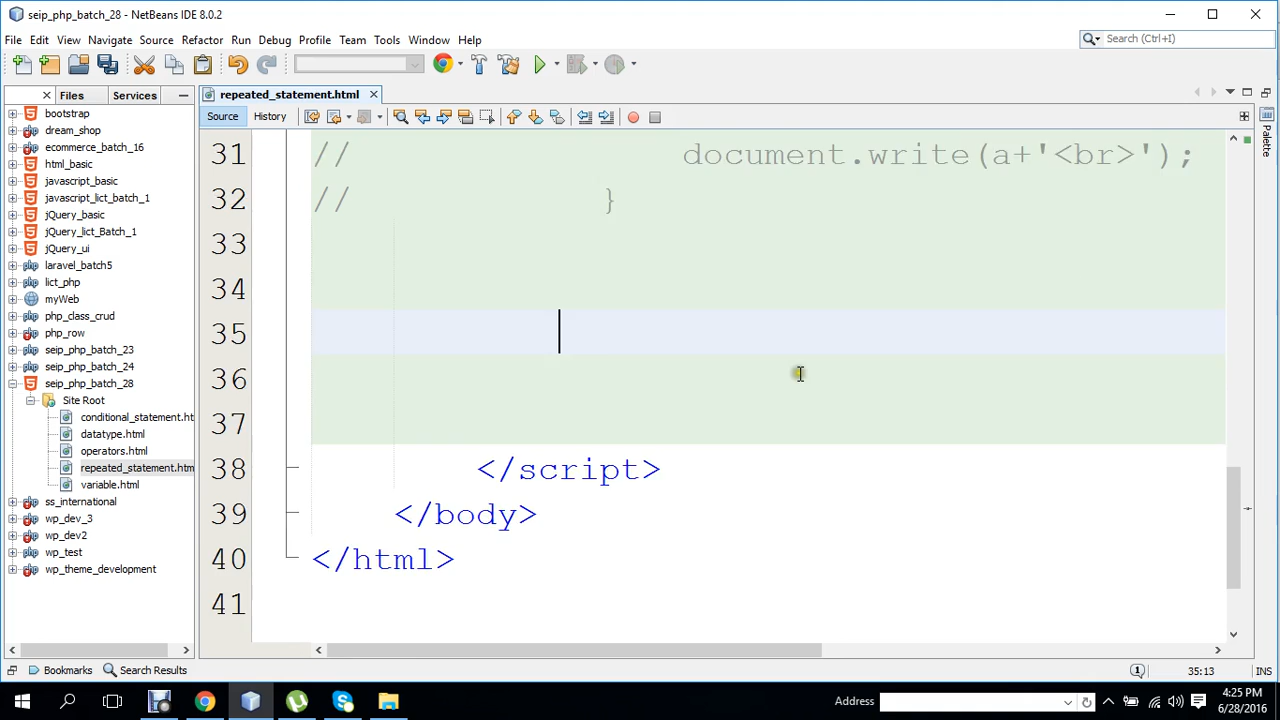 seip_php_batch_28 - NetBeans IDE 8.0.2
File Edit View Navigate Source Refactor Run Debug Profile Team Tools Window Help
Search (Ctrl+I)
Files Services
repeated_statement.html
Source History
bootstrap
dream_shop
ecommerce_batch_16
html_basic
javascript_basic
javascript_lict_batch_1
jQuery_basic
jQuery_lict_Batch_1
jQuery_ui
laravel_batch5
lict_php
myWeb
php_class_crud
php_row
seip_php_batch_23
seip_php_batch_24
seip_php_batch_28
Site Root
conditional_statement.ht
datatype.html
operators.html
repeated_statement.htm
variable.html
ss_international
wp_dev_3
wp_dev2
wp_test
wp_theme_development
31 // document.write(a+'<br>');
32 // }
33
34
35
36
37
38 </script>
39 </body>
40 </html>
41
Palette
Bookmarks Search Results
1 35:13 INS
Address
4:25 PM
6/28/2016